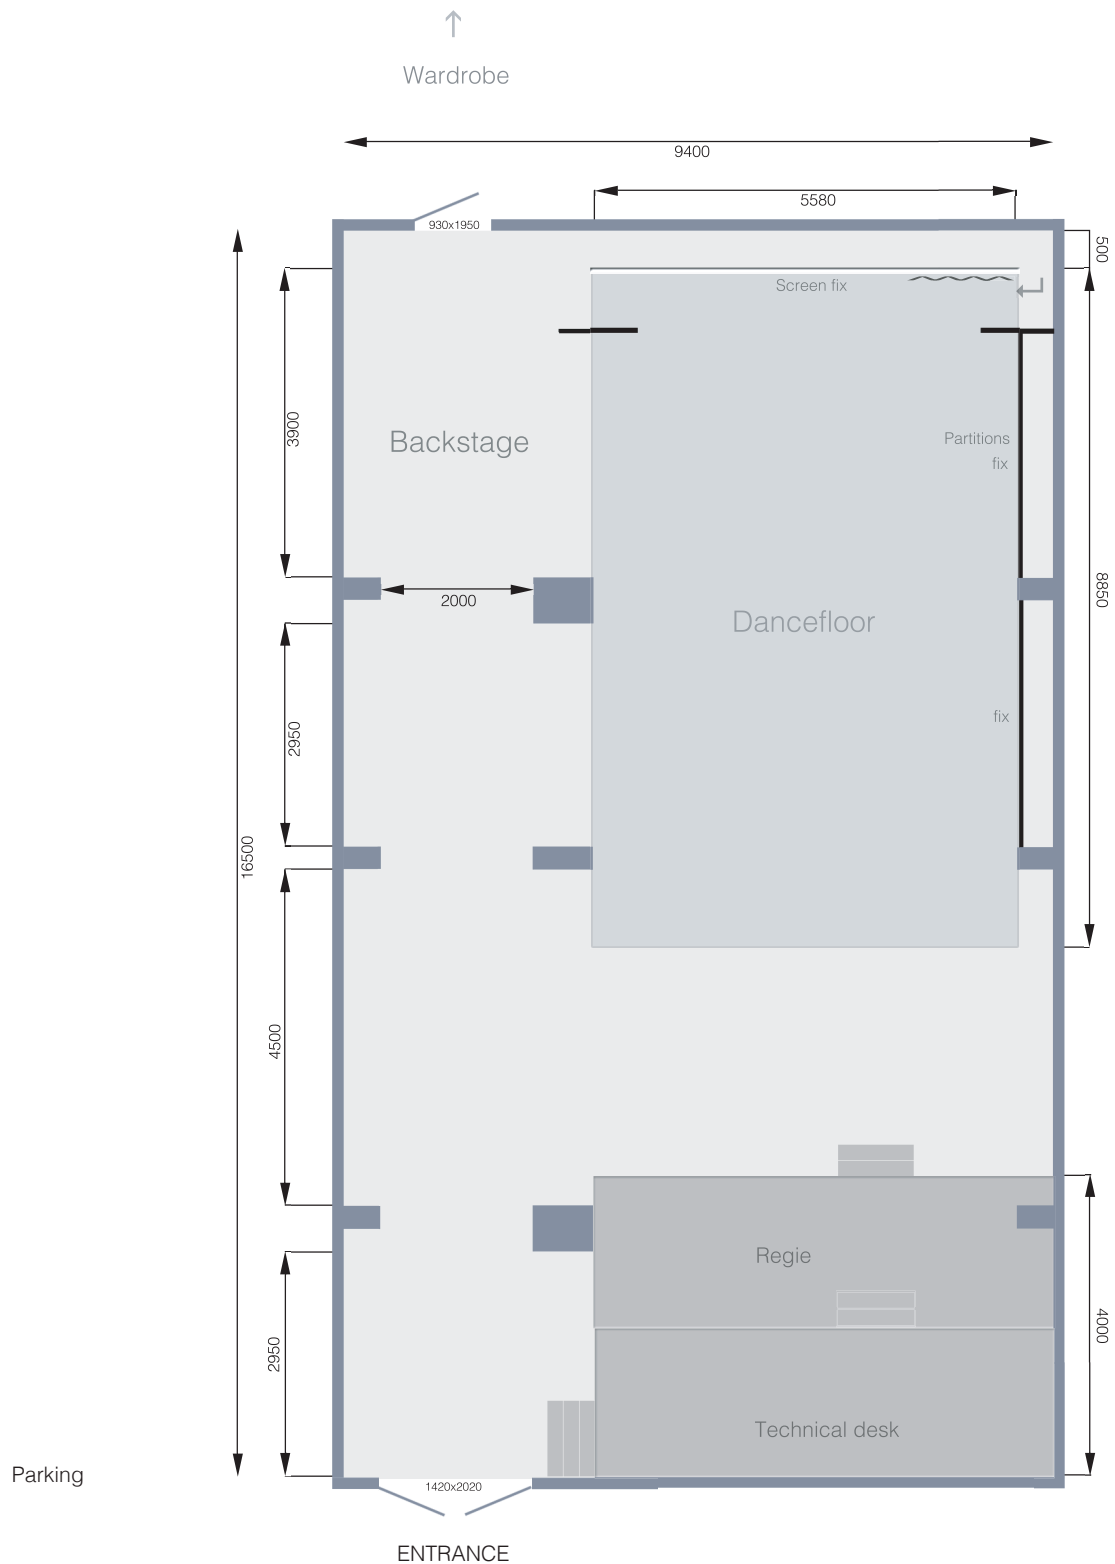 Wardrobe
9400
5580
930x1950
500
Screen fix
3900
Backstage
Partitions
fix
2000
8850
Dancefloor
fix
2950
16500
4500
Regie
4000
2950
Technical desk
Parking
1420x2020
ENTRANCE